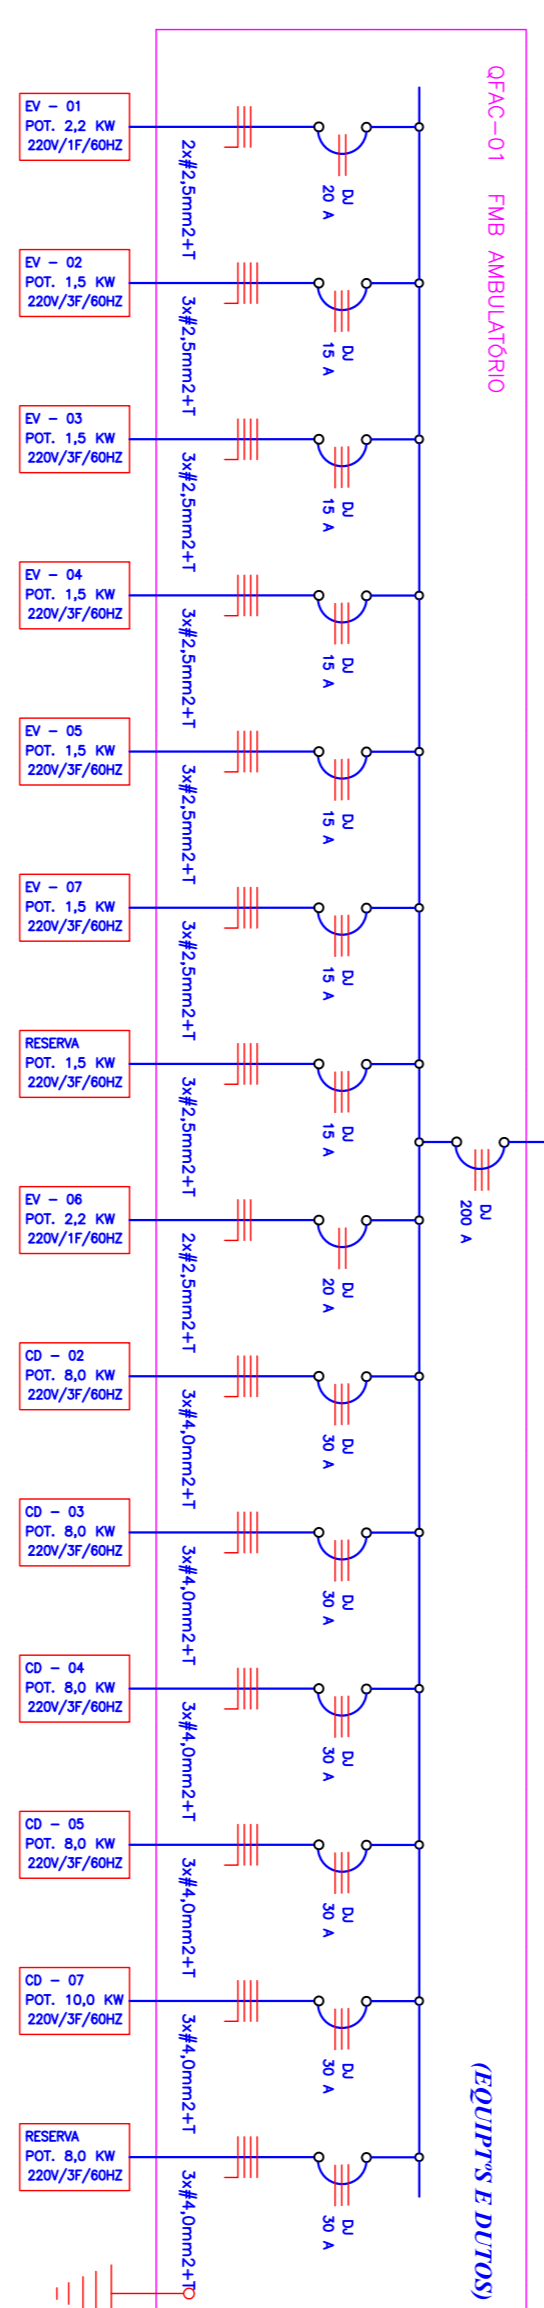 QFAC-01 FMB AMBULATÓRIO
(EQUIPTºS E DUTOS)
DJ
200 A
EV - 01
POT. 2,2 KW
220V/1F/60HZ
2x#2,5mm2+T
DJ
20 A
EV - 02
POT. 1,5 KW
220V/3F/60HZ
3x#2,5mm2+T
DJ
15 A
EV - 03
POT. 1,5 KW
220V/3F/60HZ
3x#2,5mm2+T
DJ
15 A
EV - 04
POT. 1,5 KW
220V/3F/60HZ
3x#2,5mm2+T
DJ
15 A
EV - 05
POT. 1,5 KW
220V/3F/60HZ
3x#2,5mm2+T
DJ
15 A
EV - 07
POT. 1,5 KW
220V/3F/60HZ
3x#2,5mm2+T
DJ
15 A
RESERVA
POT. 1,5 KW
220V/3F/60HZ
3x#2,5mm2+T
DJ
15 A
EV - 06
POT. 2,2 KW
220V/1F/60HZ
2x#2,5mm2+T
DJ
20 A
CD - 02
POT. 8,0 KW
220V/3F/60HZ
3x#4,0mm2+T
DJ
30 A
CD - 03
POT. 8,0 KW
220V/3F/60HZ
3x#4,0mm2+T
DJ
30 A
CD - 04
POT. 8,0 KW
220V/3F/60HZ
3x#4,0mm2+T
DJ
30 A
CD - 05
POT. 8,0 KW
220V/3F/60HZ
3x#4,0mm2+T
DJ
30 A
CD - 07
POT. 10,0 KW
220V/3F/60HZ
3x#4,0mm2+T
DJ
30 A
RESERVA
POT. 8,0 KW
220V/3F/60HZ
3x#4,0mm2+T
DJ
30 A